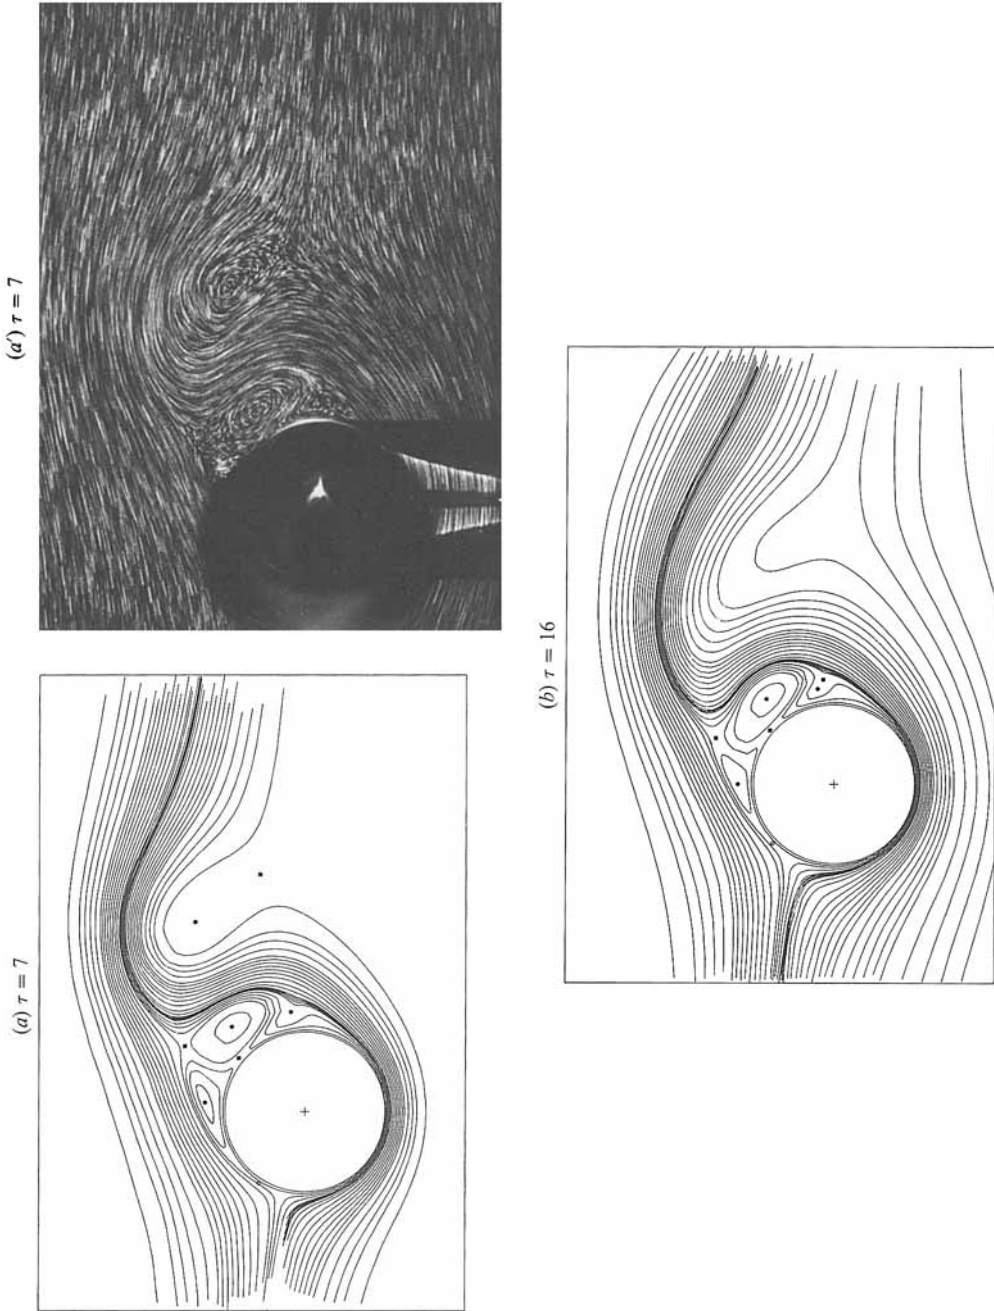 (a) τ = 7
(a′) τ = 7
(b) τ = 16